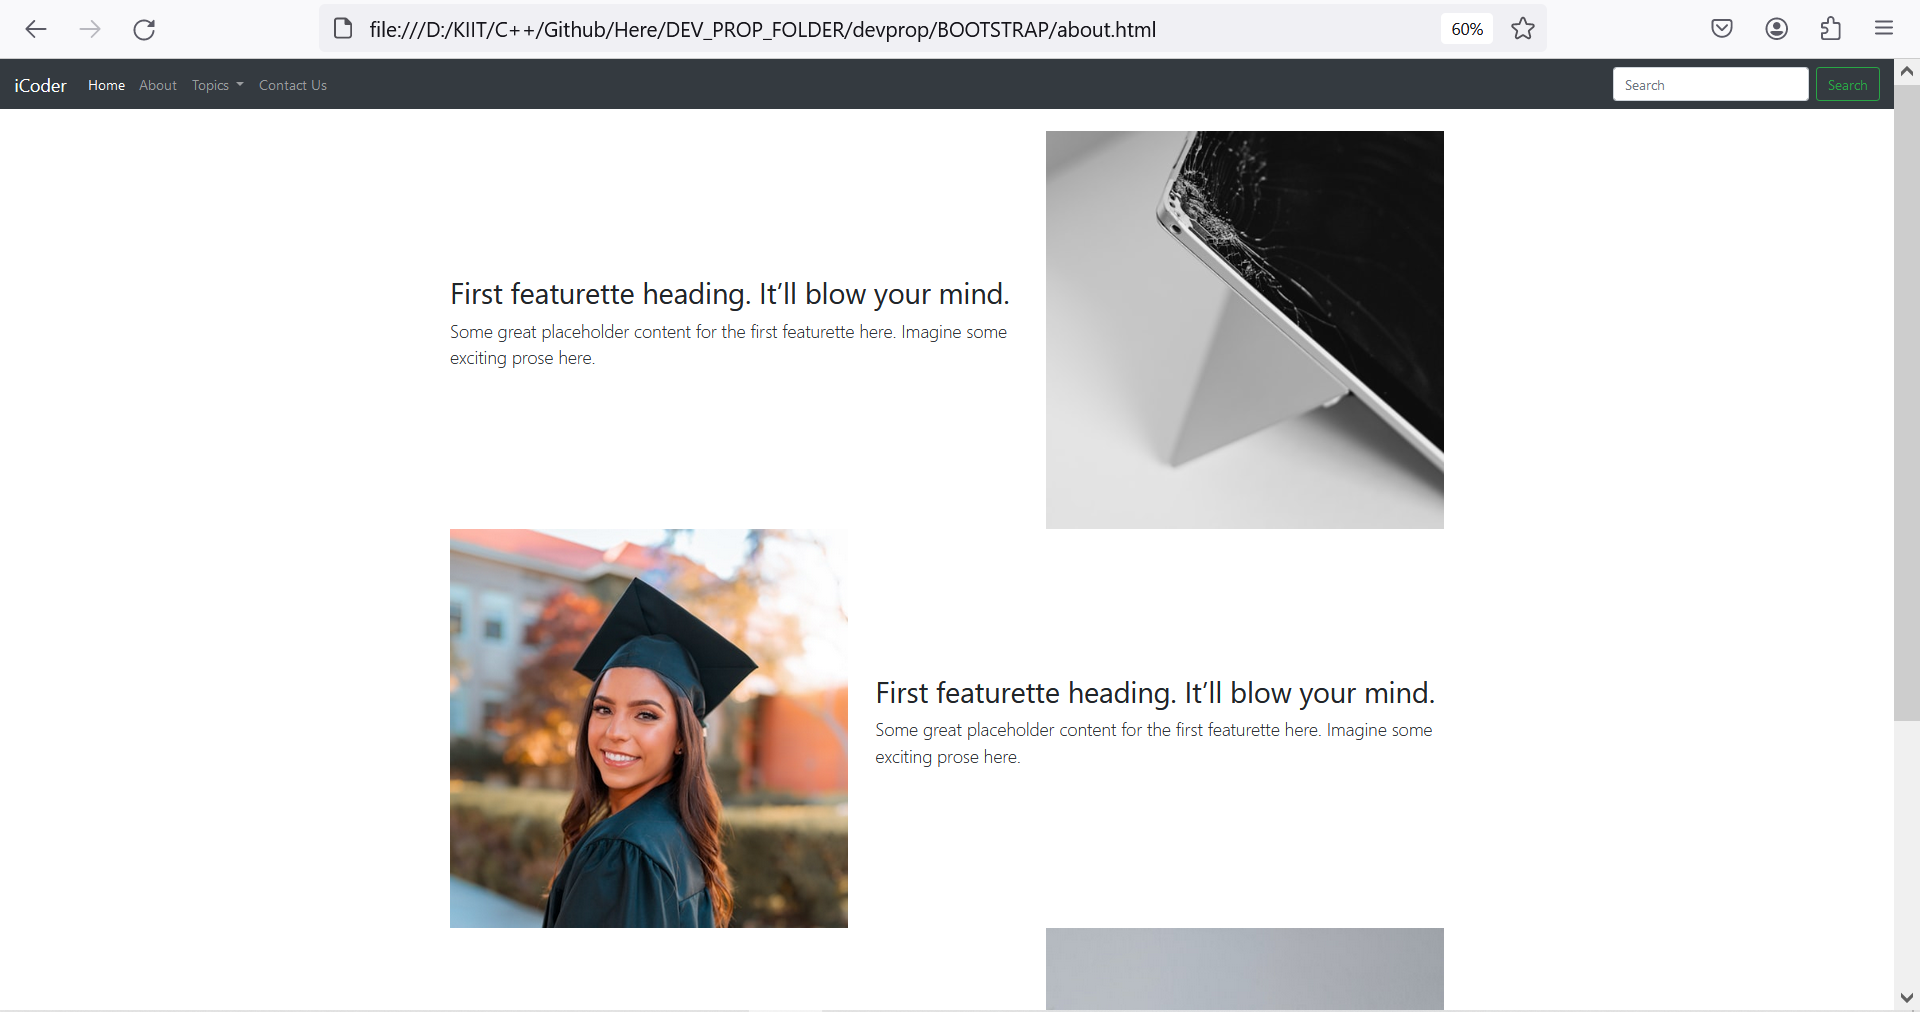 file:///D:/KIIT/C++/Github/Here/DEV_PROP_FOLDER/devprop/BOOTSTRAP/about.html 60%
iCoder Home About Topics Contact Us Search Search
First featurette heading. It’ll blow your mind.
Some great placeholder content for the first featurette here. Imagine some
exciting prose here.
First featurette heading. It’ll blow your mind.
Some great placeholder content for the first featurette here. Imagine some
exciting prose here.